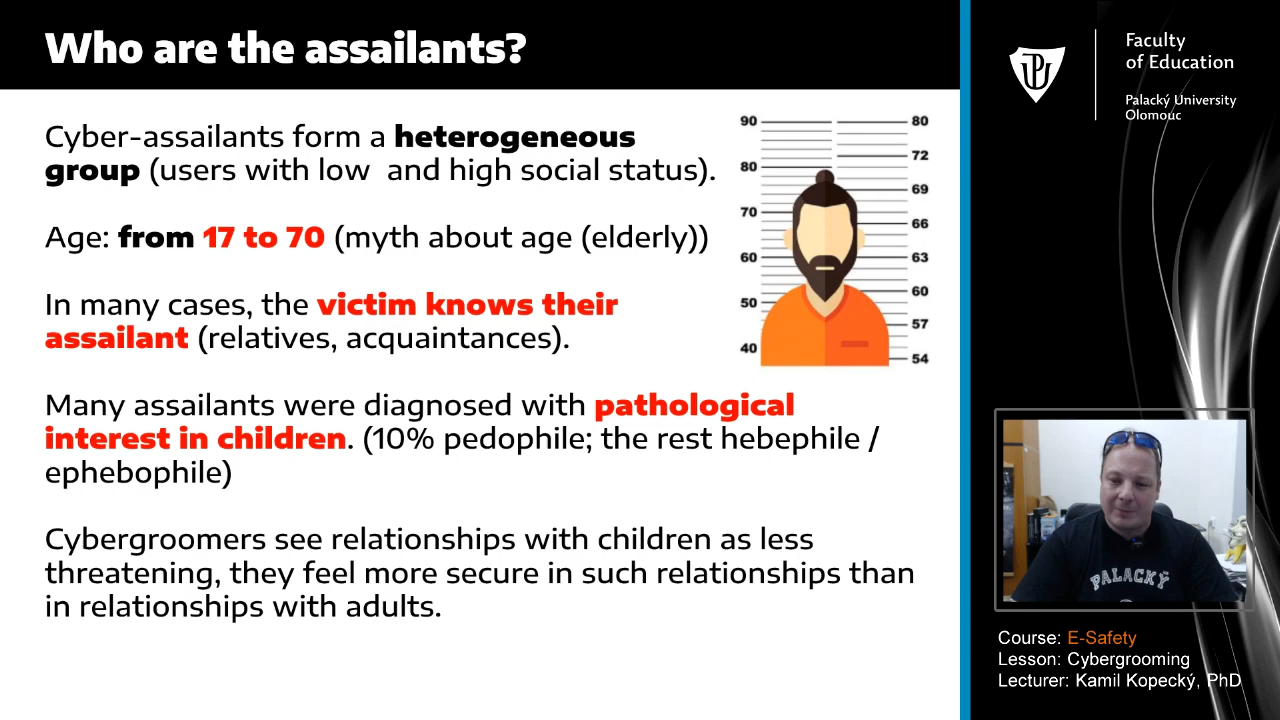 Who are the assailants?
Cyber-assailants form a heterogeneous
group (users with low and high social status).
Age: from 17 to 70 (myth about age (elderly))
In many cases, the victim knows their
assailant (relatives, acquaintances).
Many assailants were diagnosed with pathological
interest in children. (10% pedophile; the rest hebephile /
ephebophile)
Cybergroomers see relationships with children as less
threatening, they feel more secure in such relationships than
in relationships with adults.
90 80
72
80
69
70
66
60 63
60
50
57
40
54
UP
Faculty
of Education
Palacký University
Olomouc
PALACKÝ
Course: E-Safety
Lesson: Cybergrooming
Lecturer: Kamil Kopecký, PhD